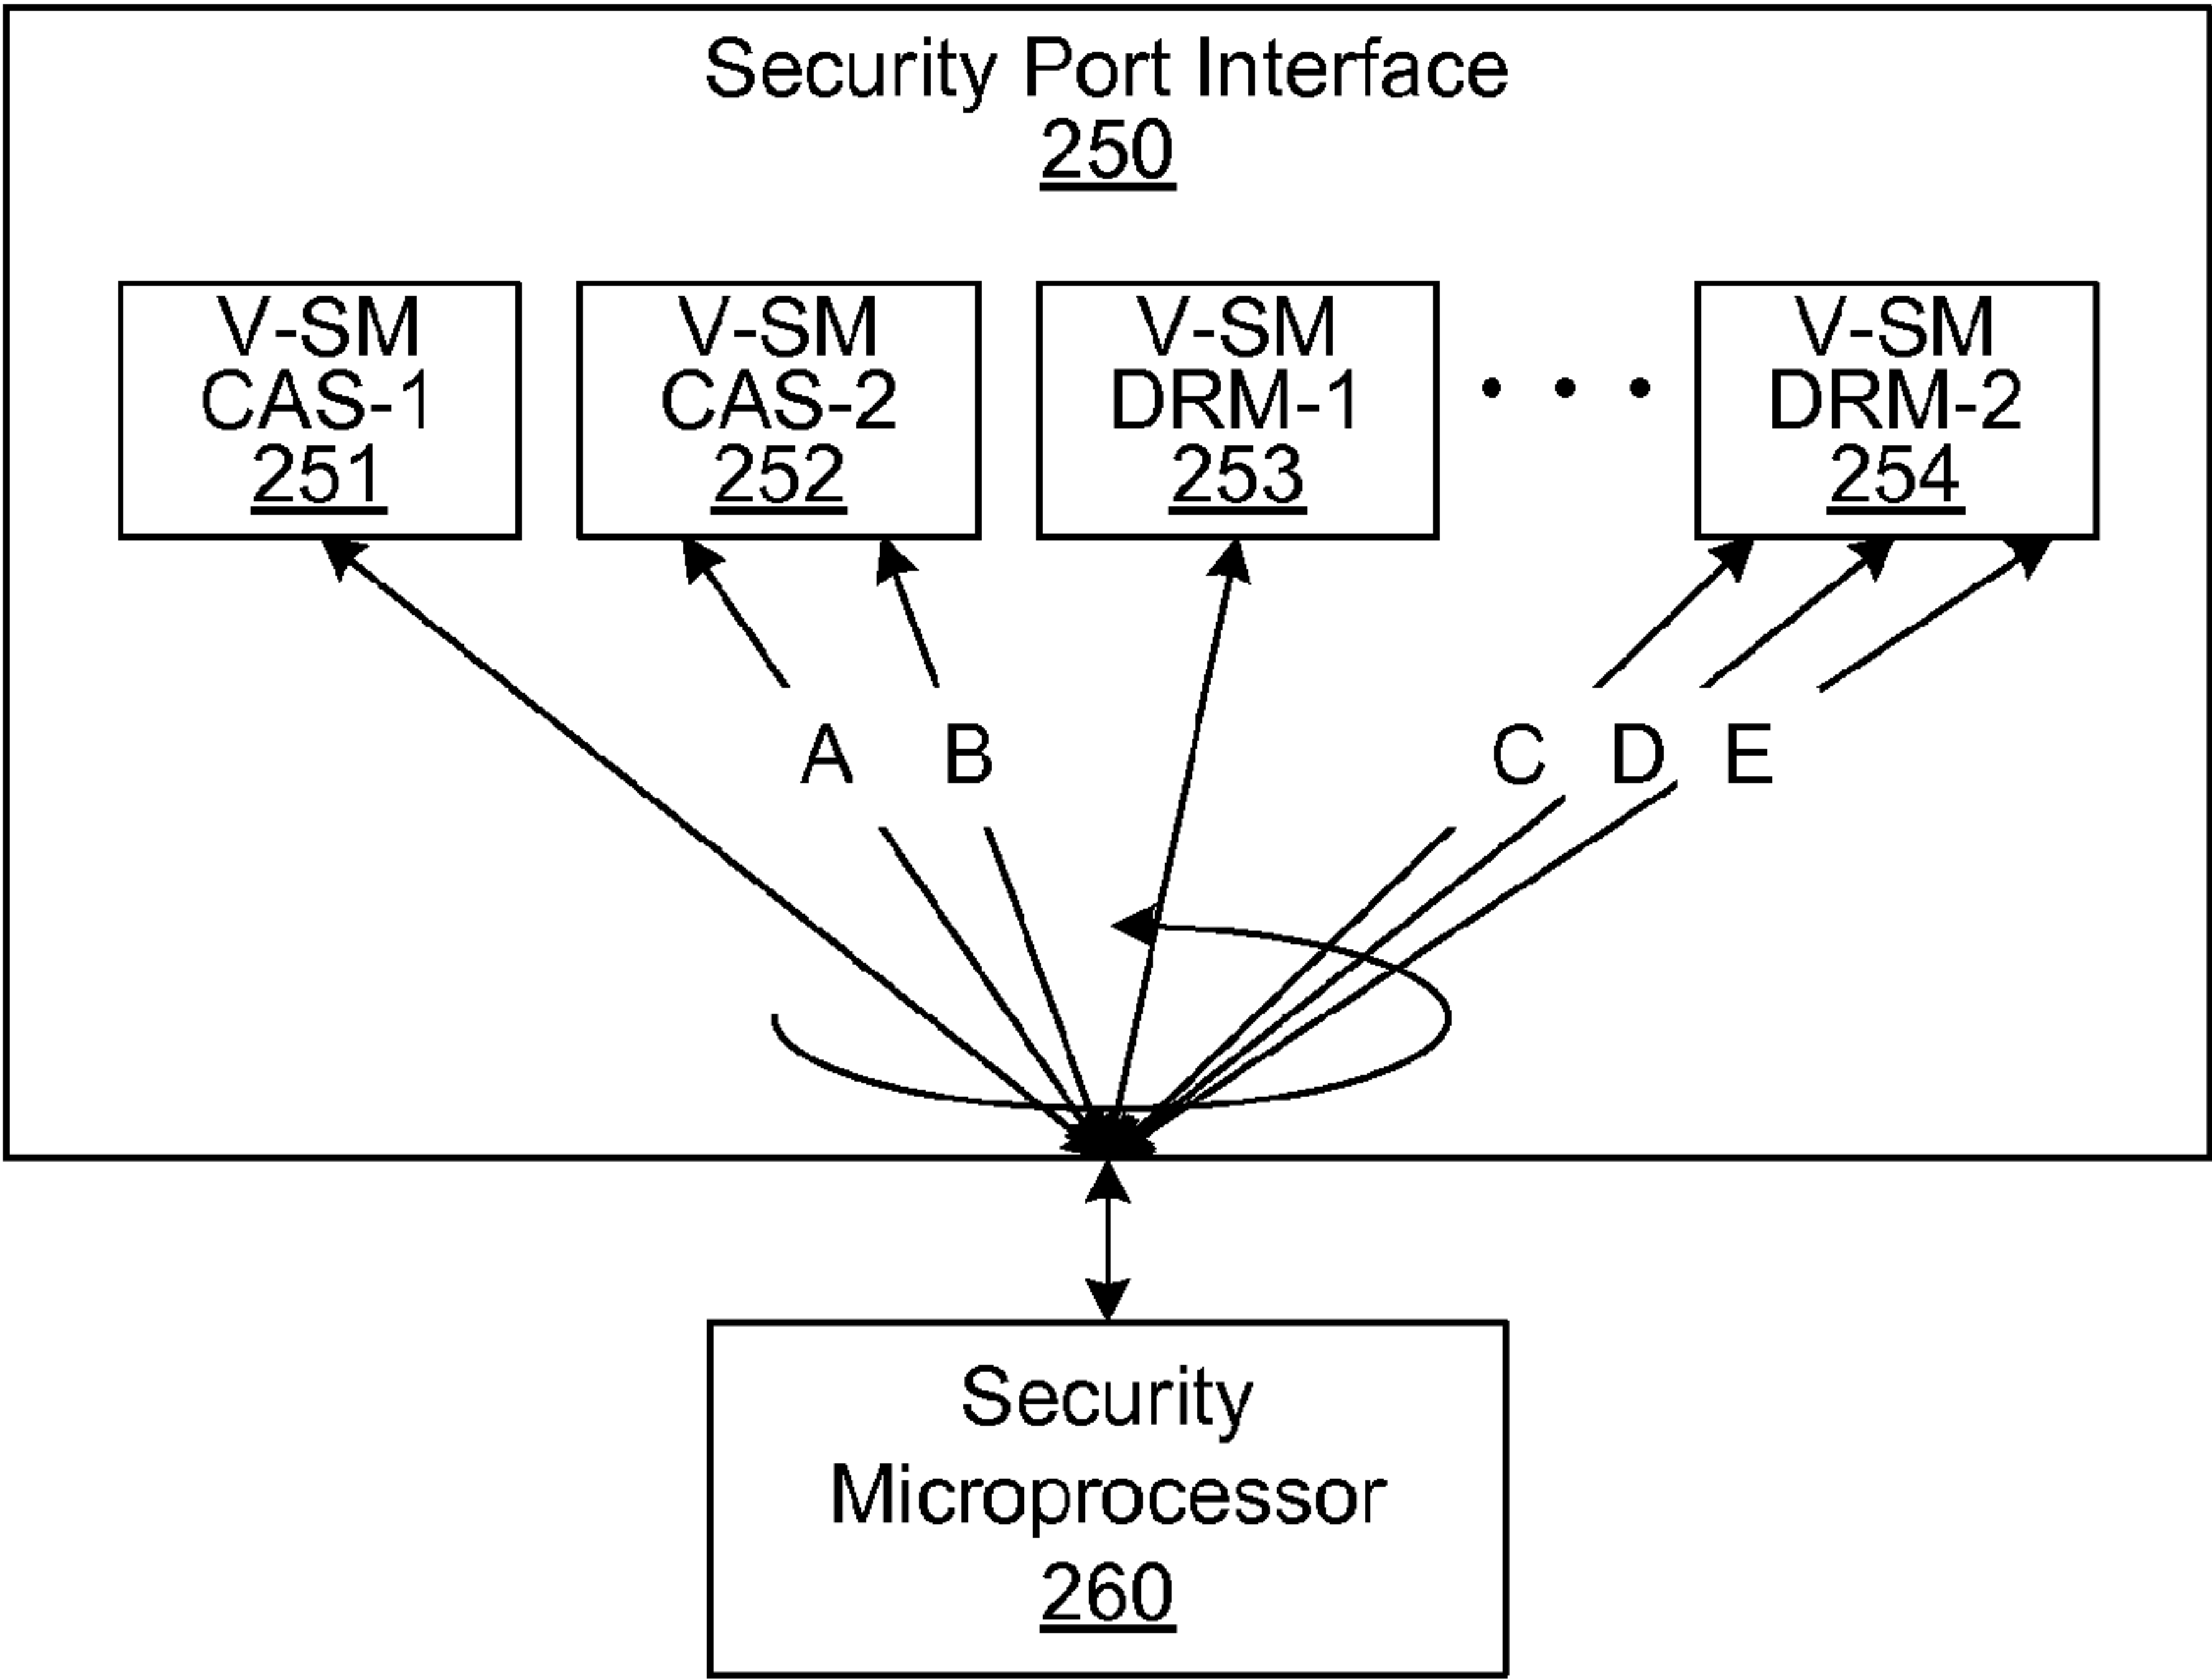 Security Port Interface
250
V-SM
CAS-1
251
V-SM
CAS-2
252
V-SM
DRM-1
253
• • •
V-SM
DRM-2
254
A B C D E
Security
Microprocessor
260